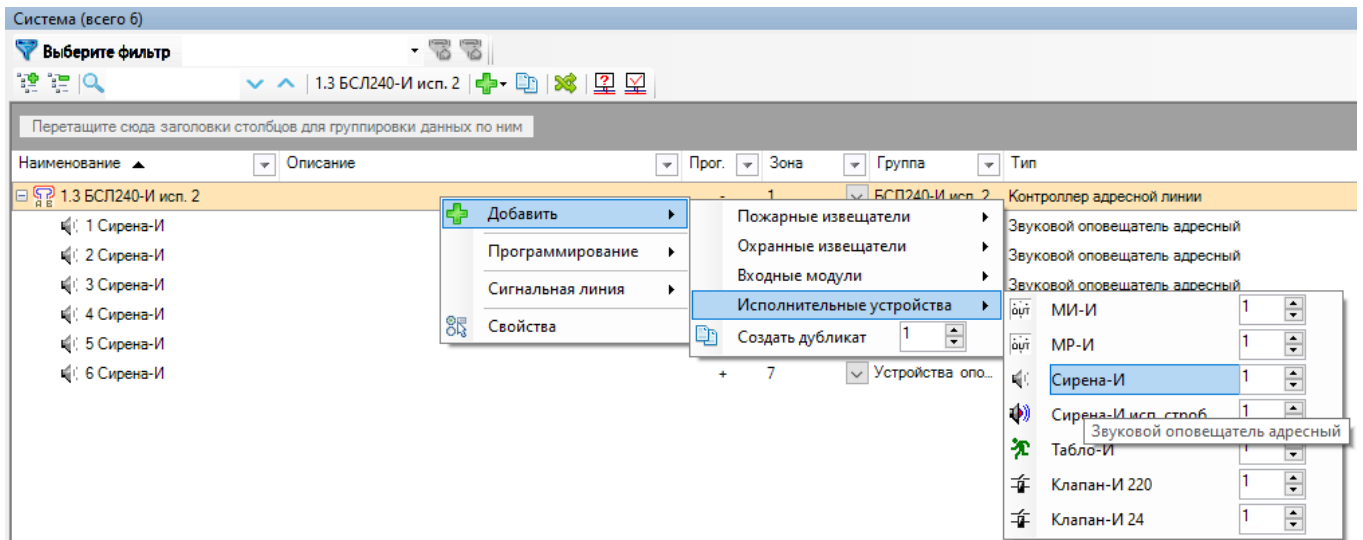 Система (всего 6)
Выберите фильтр
1.3 БСЛ240-И исп. 2
Перетащите сюда заголовки столбцов для группировки данных по ним
Наименование Описание Прог. Зона Группа Тип
1.3 БСЛ240-И исп. 2 - 1 БСЛ240-И исп. 2 Контроллер адресной линии
1 Сирена-И Звуковой оповещатель адресный
2 Сирена-И Звуковой оповещатель адресный
3 Сирена-И Звуковой оповещатель адресный
4 Сирена-И
5 Сирена-И
6 Сирена-И + 7 Устройства опо...
Добавить
Программирование
Сигнальная линия
Свойства
Пожарные извещатели
Охранные извещатели
Входные модули
Исполнительные устройства
Создать дубликат 1
МИ-И 1
МР-И 1
Сирена-И 1
Сирена-И исп. строб 1
Звуковой оповещатель адресный
Табло-И 1
Клапан-И 220 1
Клапан-И 24 1